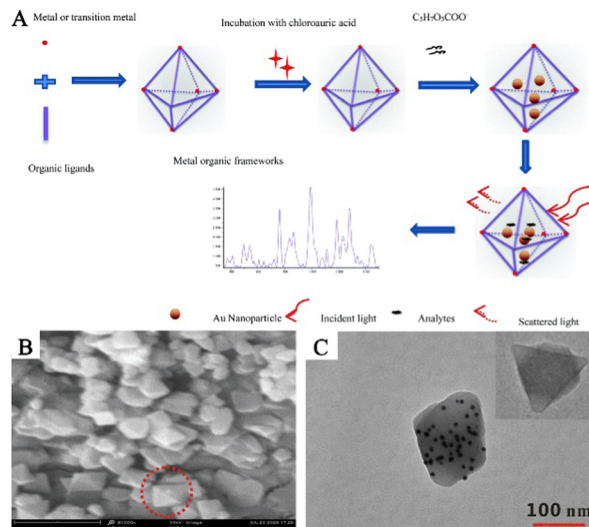 A
Metal or transition metal
Incubation with chloroauric acid
C₅H₇O₅COO⁻
Organic ligands
Metal organic frameworks
Au Nanoparticle
Incident light
Analytes
Scattered light
B
C
100 nm